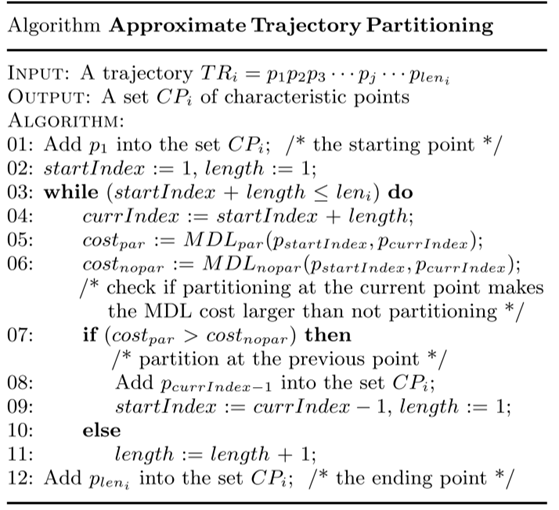 Algorithm Approximate Trajectory Partitioning
INPUT: A trajectory TR_i = p_1p_2p_3 ⋯ p_j ⋯ p_{len_i}
OUTPUT: A set CP_i of characteristic points
ALGORITHM:
01: Add p_1 into the set CP_i; /* the starting point */
02: startIndex := 1, length := 1;
03: while (startIndex + length ≤ len_i) do
04: currIndex := startIndex + length;
05: cost_{par} := MDL_{par}(p_{startIndex}, p_{currIndex});
06: cost_{nopar} := MDL_{nopar}(p_{startIndex}, p_{currIndex});
/* check if partitioning at the current point makes
the MDL cost larger than not partitioning */
07: if (cost_{par} > cost_{nopar}) then
/* partition at the previous point */
08: Add p_{currIndex−1} into the set CP_i;
09: startIndex := currIndex − 1, length := 1;
10: else
11: length := length + 1;
12: Add p_{len_i} into the set CP_i; /* the ending point */